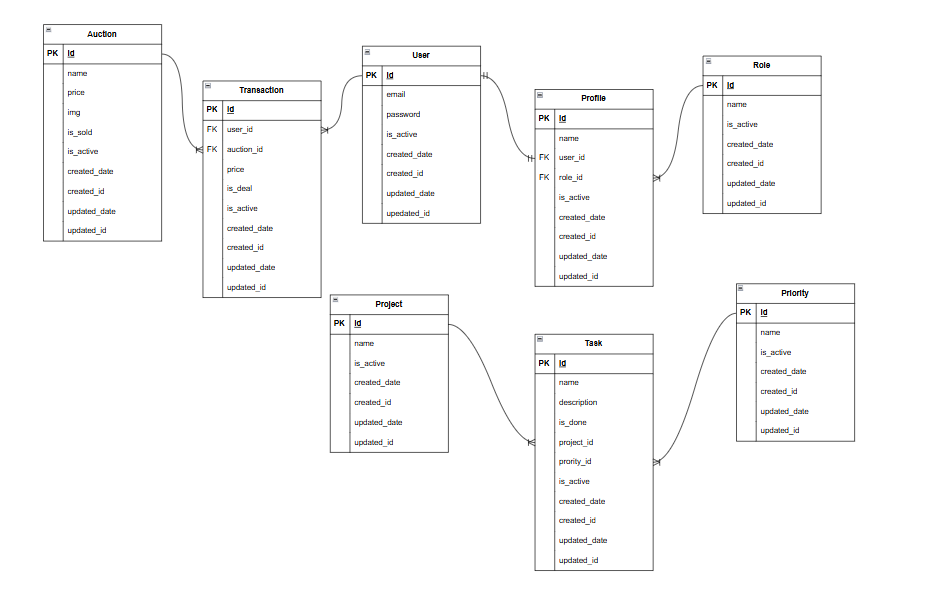 Auction
PK id
name
price
img
is_sold
is_active
created_date
created_id
updated_date
updated_id
Transaction
PK id
FK user_id
FK auction_id
price
is_deal
is_active
created_date
created_id
updated_date
updated_id
User
PK id
email
password
is_active
created_date
created_id
updated_date
upedated_id
Profile
PK id
name
FK user_id
FK role_id
is_active
created_date
created_id
updated_date
updated_id
Role
PK id
name
is_active
created_date
created_id
updated_date
updated_id
Project
PK id
name
is_active
created_date
created_id
updated_date
updated_id
Task
PK id
name
description
is_done
project_id
prority_id
is_active
created_date
created_id
updated_date
updated_id
Priority
PK id
name
is_active
created_date
created_id
updated_date
updated_id